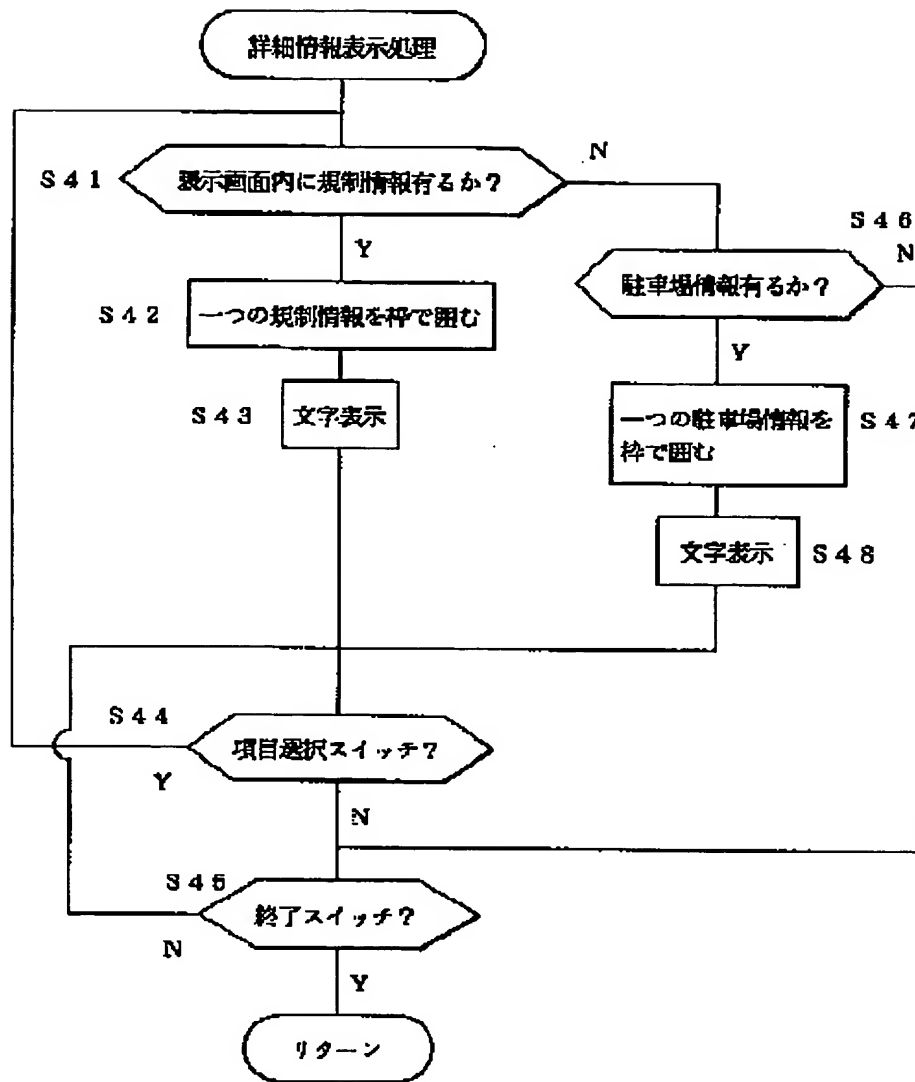 詳細情報表示処理
S41
表示画面内に規制情報有るか?
N
Y
S46
N
駐車場情報有るか?
Y
S42
一つの規制情報を枠で囲む
S43
文字表示
一つの駐車場情報を
枠で囲む
S47
文字表示
S48
S44
項目選択スイッチ?
Y
N
S45
終了スイッチ?
N
Y
リターン